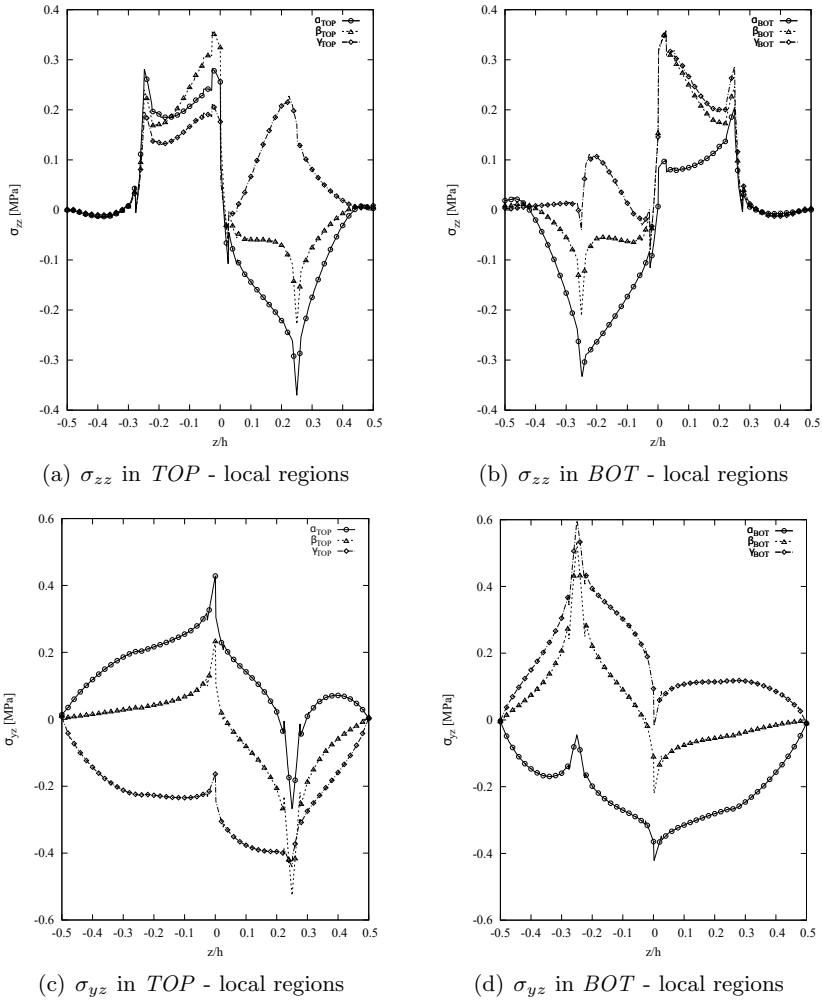 0.4
0.3
0.2
0.1
0
-0.1
-0.2
-0.3
-0.4
-0.5 -0.4 -0.3 -0.2 -0.1 0 0.1 0.2 0.3 0.4 0.5
σzz [MPa]
z/h
αTOP
βTOP
γTOP
(a) σzz in TOP - local regions
0.4
0.3
0.2
0.1
0
-0.1
-0.2
-0.3
-0.4
-0.5 -0.4 -0.3 -0.2 -0.1 0 0.1 0.2 0.3 0.4 0.5
σzz [MPa]
z/h
αBOT
βBOT
γBOT
(b) σzz in BOT - local regions
0.6
0.4
0.2
0
-0.2
-0.4
-0.6
-0.5 -0.4 -0.3 -0.2 -0.1 0 0.1 0.2 0.3 0.4 0.5
σyz [MPa]
z/h
αTOP
βTOP
γTOP
(c) σyz in TOP - local regions
0.6
0.4
0.2
0
-0.2
-0.4
-0.6
-0.5 -0.4 -0.3 -0.2 -0.1 0 0.1 0.2 0.3 0.4 0.5
σyz [MPa]
z/h
αBOT
βBOT
γBOT
(d) σyz in BOT - local regions